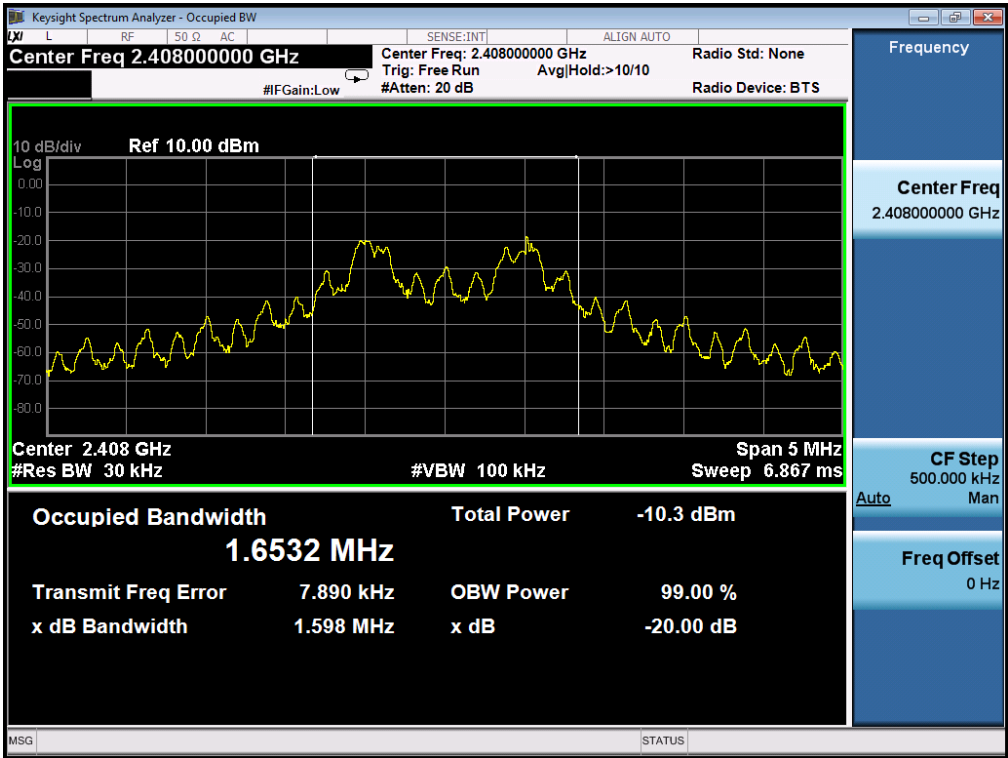 Keysight Spectrum Analyzer - Occupied BW
LXI L RF 50 Ω AC SENSE:INT ALIGN AUTO
Center Freq 2.408000000 GHz
#IFGain:Low
Center Freq: 2.408000000 GHz
Trig: Free Run Avg|Hold:>10/10
#Atten: 20 dB
Radio Std: None
Radio Device: BTS
10 dB/div Ref 10.00 dBm
Log
0.00
-10.0
-20.0
-30.0
-40.0
-50.0
-60.0
-70.0
-80.0
Center 2.408 GHz Span 5 MHz
#Res BW 30 kHz #VBW 100 kHz Sweep 6.867 ms
Occupied Bandwidth Total Power -10.3 dBm
1.6532 MHz
Transmit Freq Error 7.890 kHz OBW Power 99.00 %
x dB Bandwidth 1.598 MHz x dB -20.00 dB
MSG STATUS
Frequency
Center Freq
2.408000000 GHz
CF Step
500.000 kHz
Auto Man
Freq Offset
0 Hz